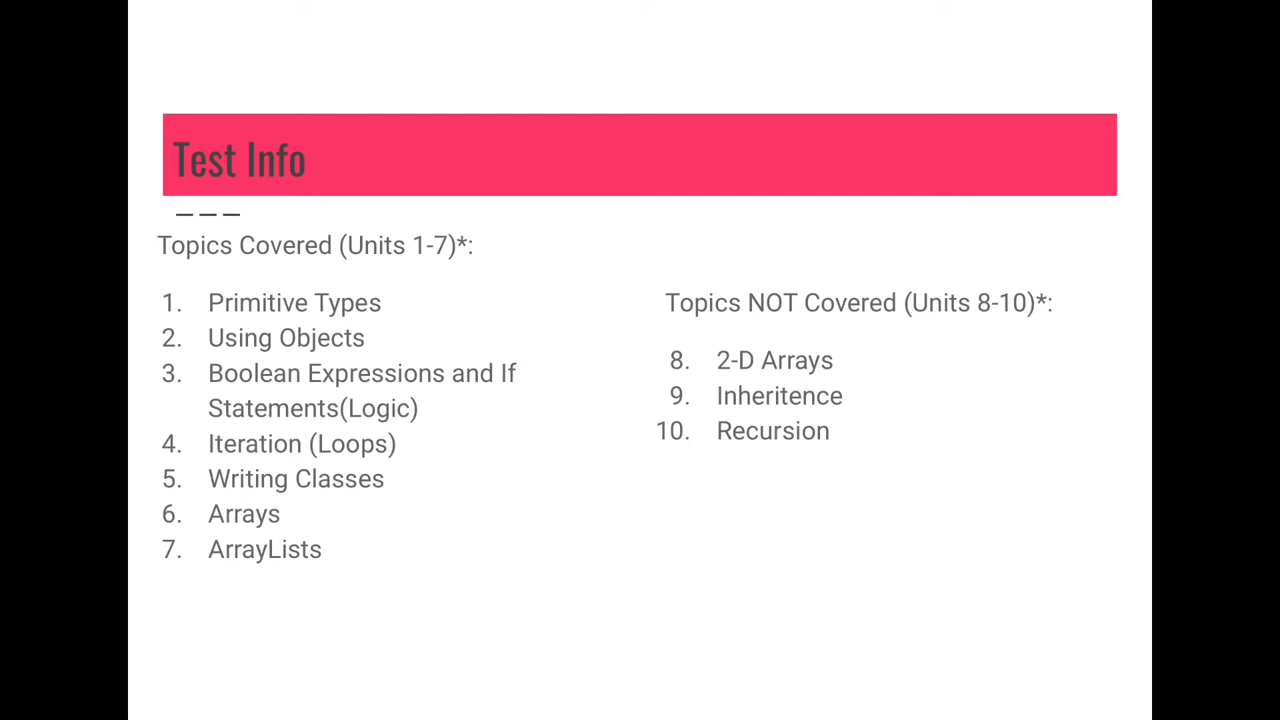 Test Info
Topics Covered (Units 1-7)*:
1. Primitive Types
2. Using Objects
3. Boolean Expressions and If
Statements(Logic)
4. Iteration (Loops)
5. Writing Classes
6. Arrays
7. ArrayLists
Topics NOT Covered (Units 8-10)*:
8. 2-D Arrays
9. Inheritence
10. Recursion